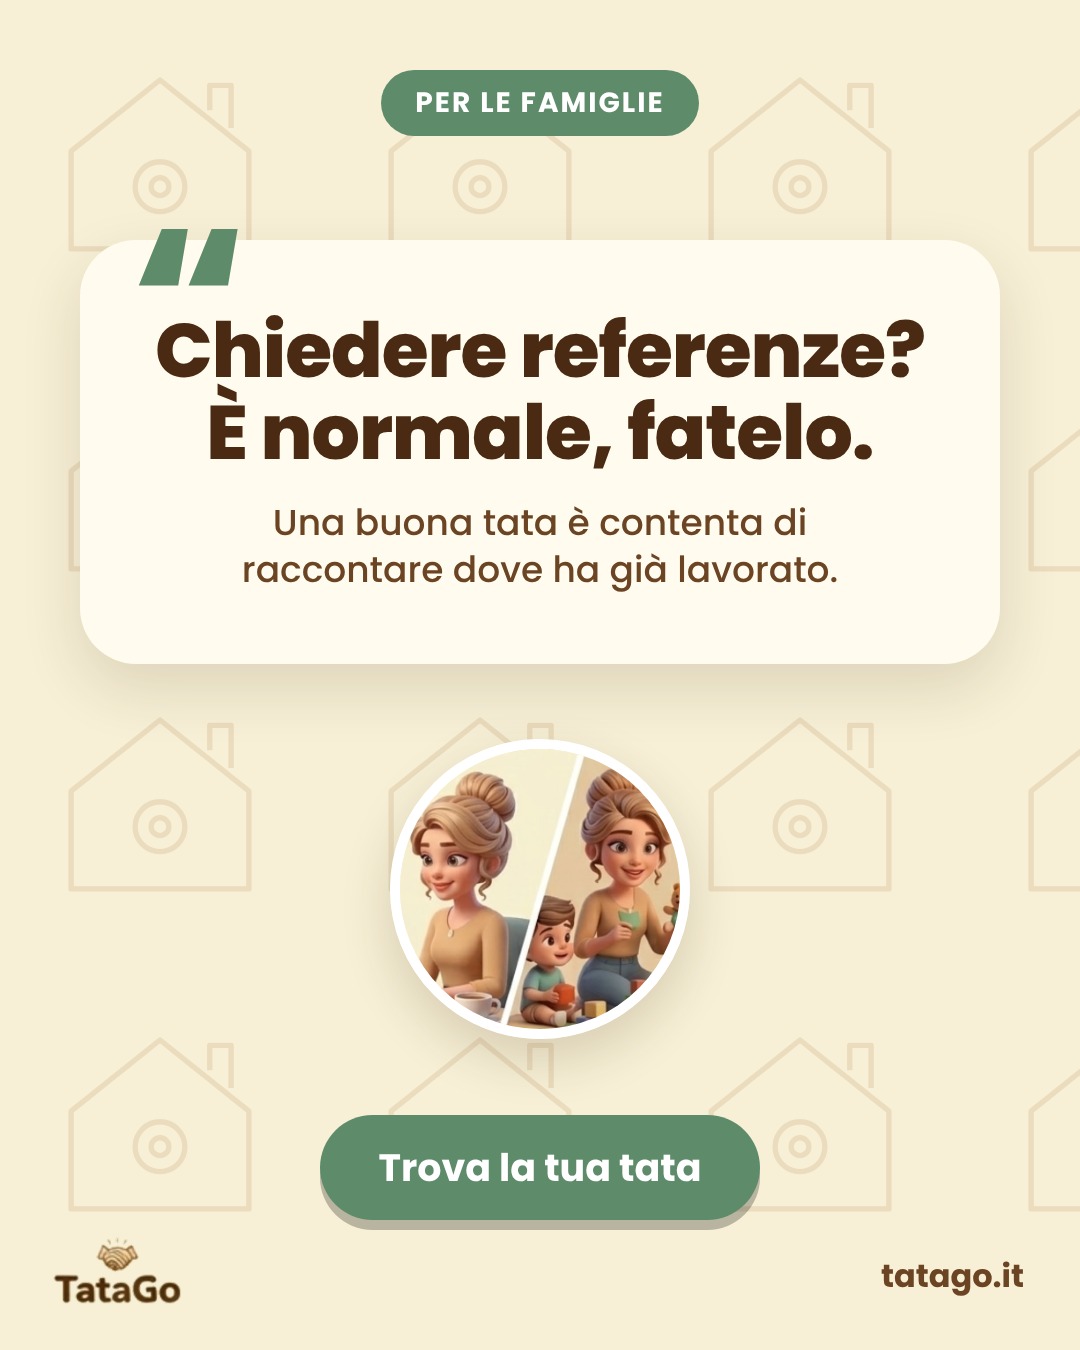 PER LE FAMIGLIE
Chiedere referenze?
È normale, fatelo.
Una buona tata è contenta di
raccontare dove ha già lavorato.
Trova la tua tata
TataGo
tatago.it